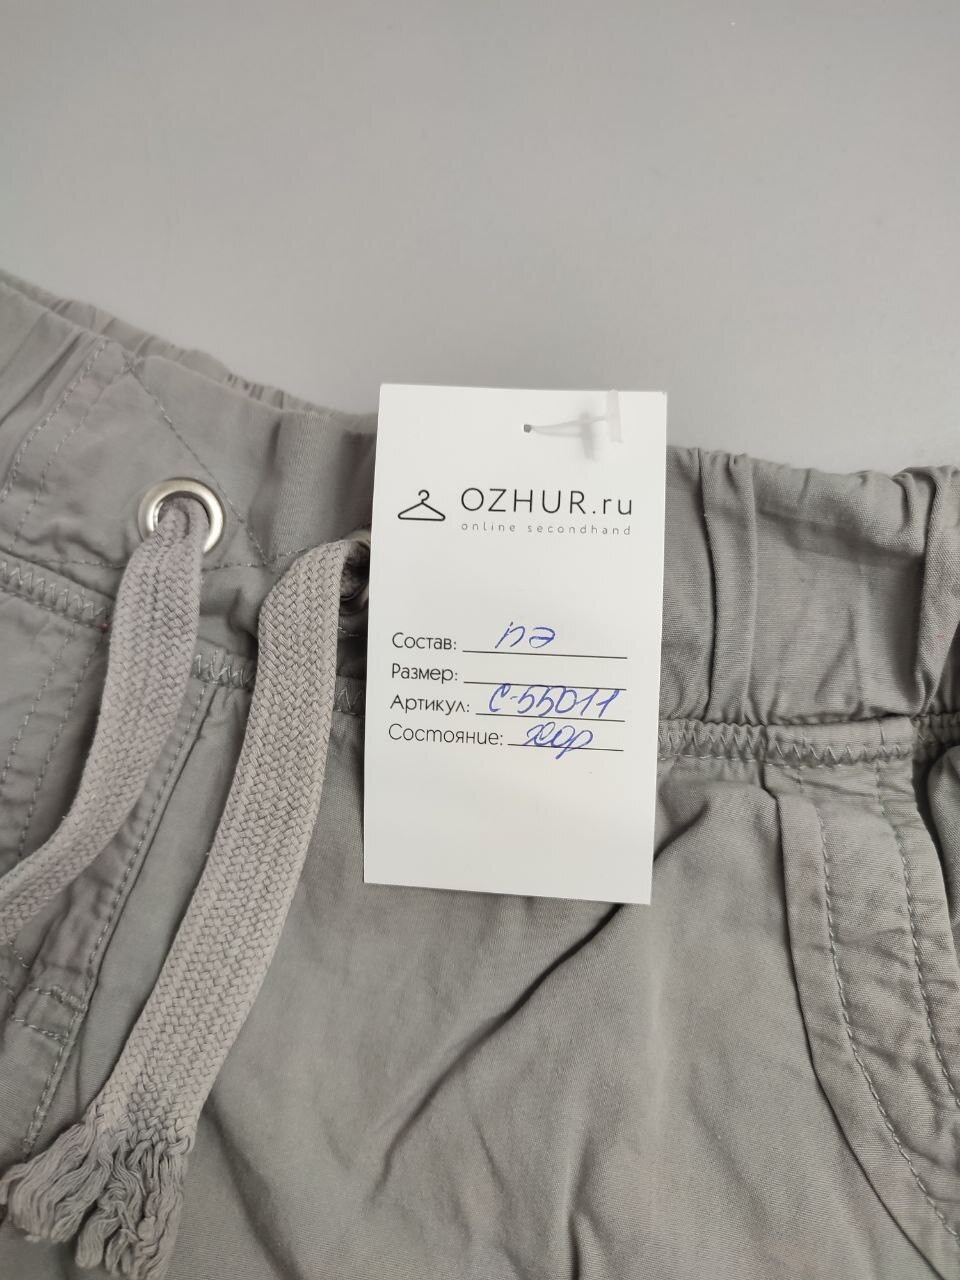 OZHUR.ru
online secondhand
Состав: пэ
Размер:
Артикул: С-55011
Состояние: хор